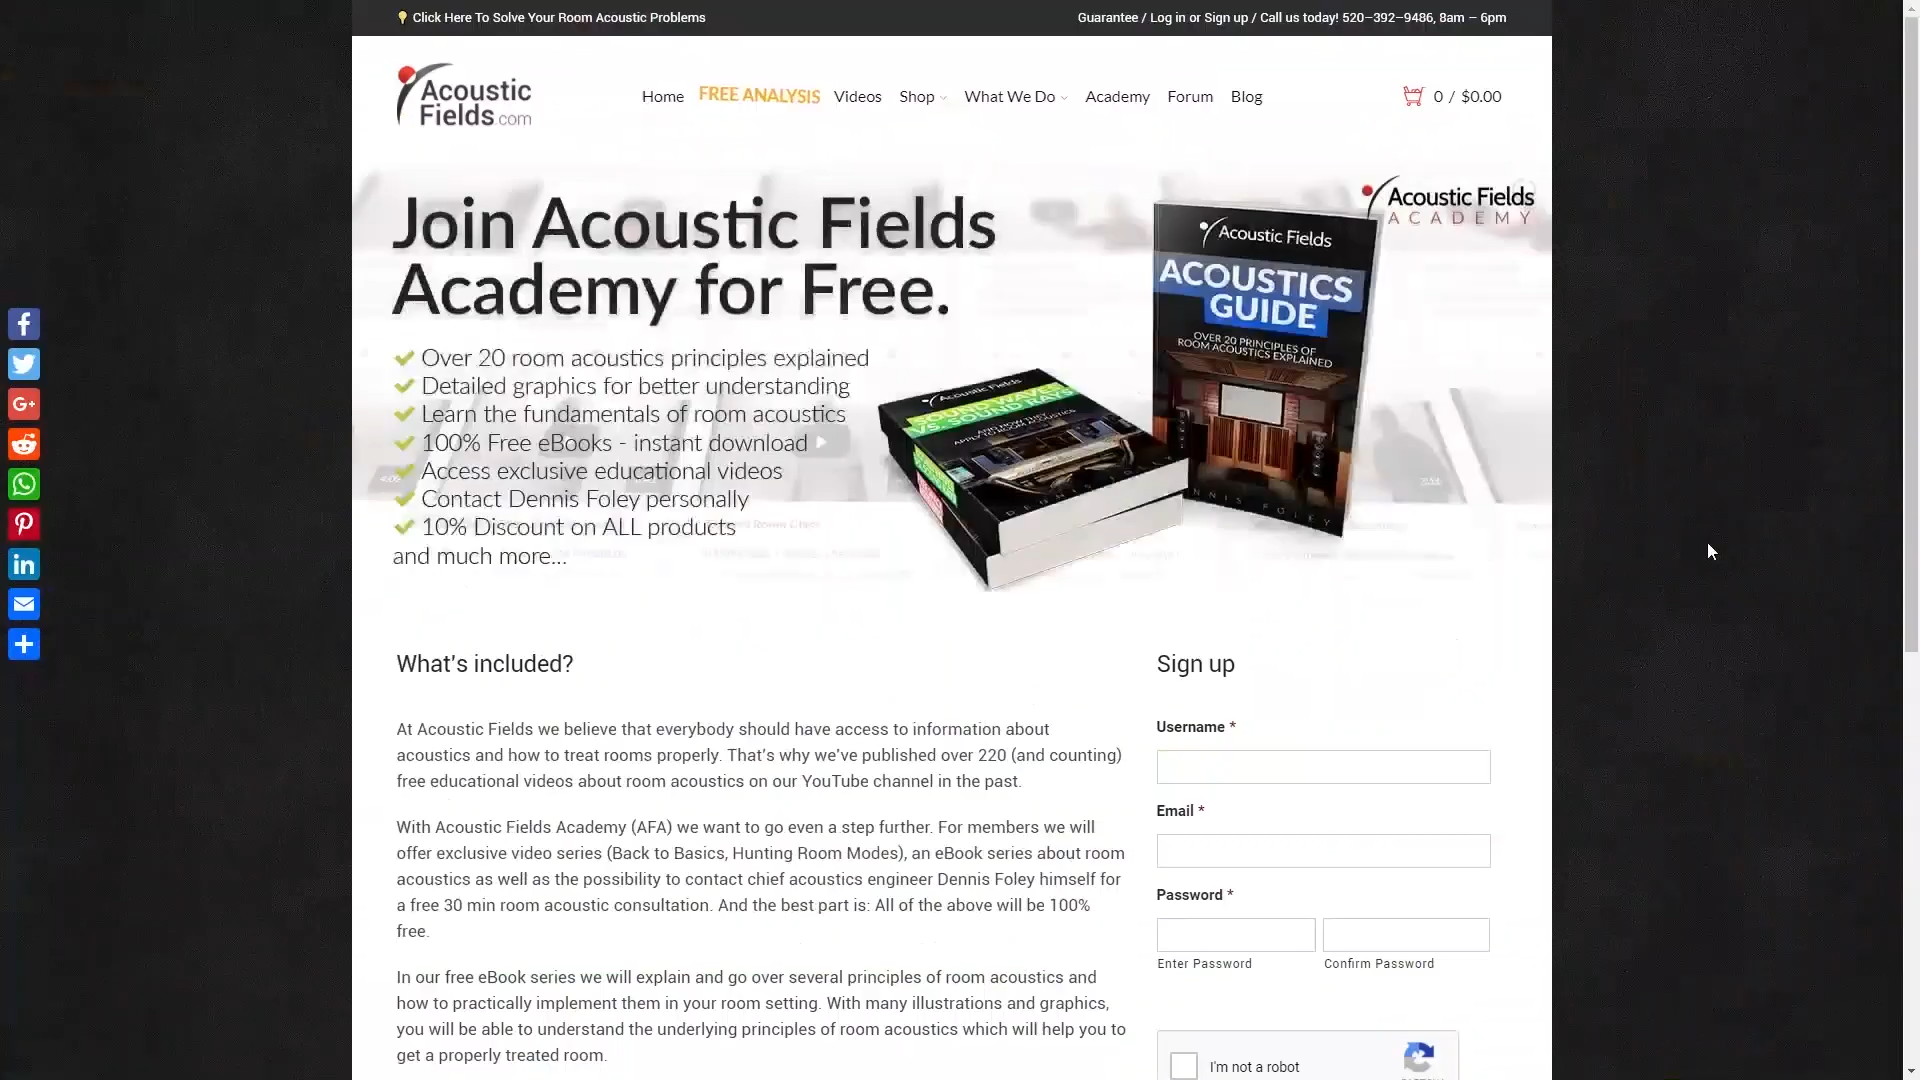 Click Here To Solve Your Room Acoustic Problems
Guarantee / Log in or Sign up / Call us today! 520–392–9486, 8am – 6pm
Acoustic
Fields.com
Home FREE ANALYSIS Videos Shop What We Do Academy Forum Blog
0 / $0.00
Join Acoustic Fields
Academy for Free.
Over 20 room acoustics principles explained
Detailed graphics for better understanding
Learn the fundamentals of room acoustics
100% Free eBooks - instant download
Access exclusive educational videos
Contact Dennis Foley personally
10% Discount on ALL products
and much more...
Acoustic Fields
ACADEMY
Acoustic Fields
ACOUSTICS
GUIDE
OVER 20 PRINCIPLES OF
ROOM ACOUSTICS EXPLAINED
Acoustic Fields
SOUND WAVES
VS. SOUND RAYS
What's included?
At Acoustic Fields we believe that everybody should have access to information about
acoustics and how to treat rooms properly. That's why we've published over 220 (and counting)
free educational videos about room acoustics on our YouTube channel in the past.
With Acoustic Fields Academy (AFA) we want to go even a step further. For members we will
offer exclusive video series (Back to Basics, Hunting Room Modes), an eBook series about room
acoustics as well as the possibility to contact chief acoustics engineer Dennis Foley himself for
a free 30 min room acoustic consultation. And the best part is: All of the above will be 100%
free.
In our free eBook series we will explain and go over several principles of room acoustics and
how to practically implement them in your room setting. With many illustrations and graphics,
you will be able to understand the underlying principles of room acoustics which will help you to
get a properly treated room.
Sign up
Username *
Email *
Password *
Enter Password
Confirm Password
I'm not a robot